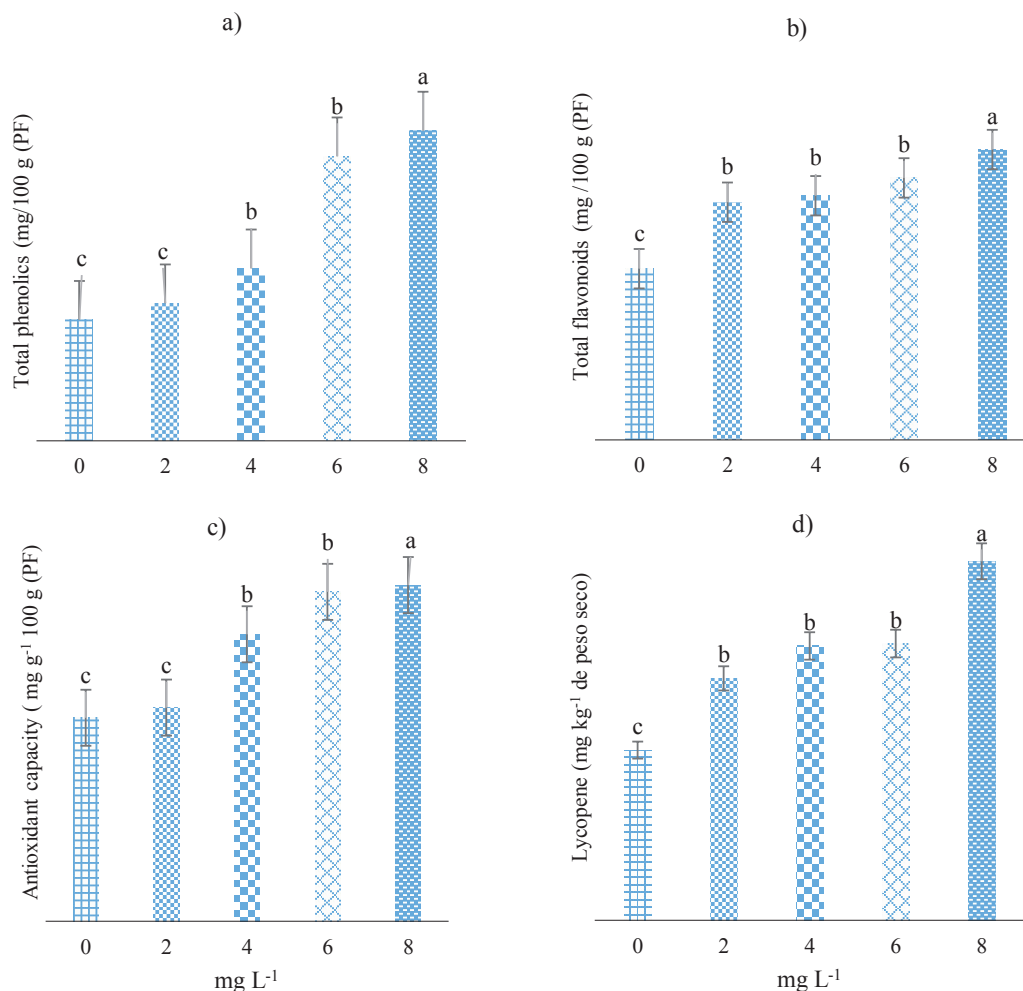 a)
Total phenolics (mg/100 g (PF)
c
c
b
b
a
0 2 4 6 8
b)
Total flavonoids (mg /100 g (PF)
c
b
b
b
a
0 2 4 6 8
c)
Antioxidant capacity ( mg g⁻¹ 100 g (PF)
c
c
b
b
a
0 2 4 6 8
mg L⁻¹
d)
Lycopene (mg kg⁻¹ de peso seco)
c
b
b
b
a
0 2 4 6 8
mg L⁻¹